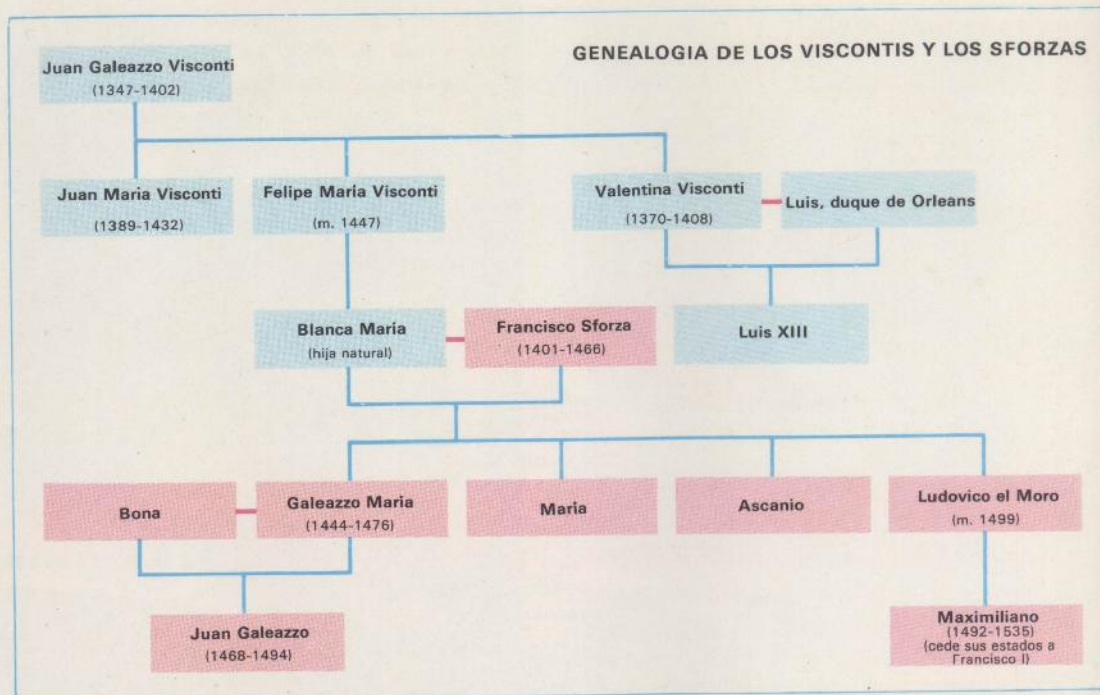 GENEALOGIA DE LOS VISCONTIS Y LOS SFORZAS
Juan Galeazzo Visconti
(1347-1402)
Juan Maria Visconti
(1389-1432)
Felipe María Visconti
(m. 1447)
Valentina Visconti
(1370-1408)
Luis, duque de Orleans
Blanca María
(hija natural)
Francisco Sforza
(1401-1466)
Luis XIII
Bona
Galeazzo Maria
(1444-1476)
Maria
Ascanio
Ludovico el Moro
(m. 1499)
Juan Galeazzo
(1468-1494)
Maximiliano
(1492-1535)
(cede sus estados a
Francisco I)